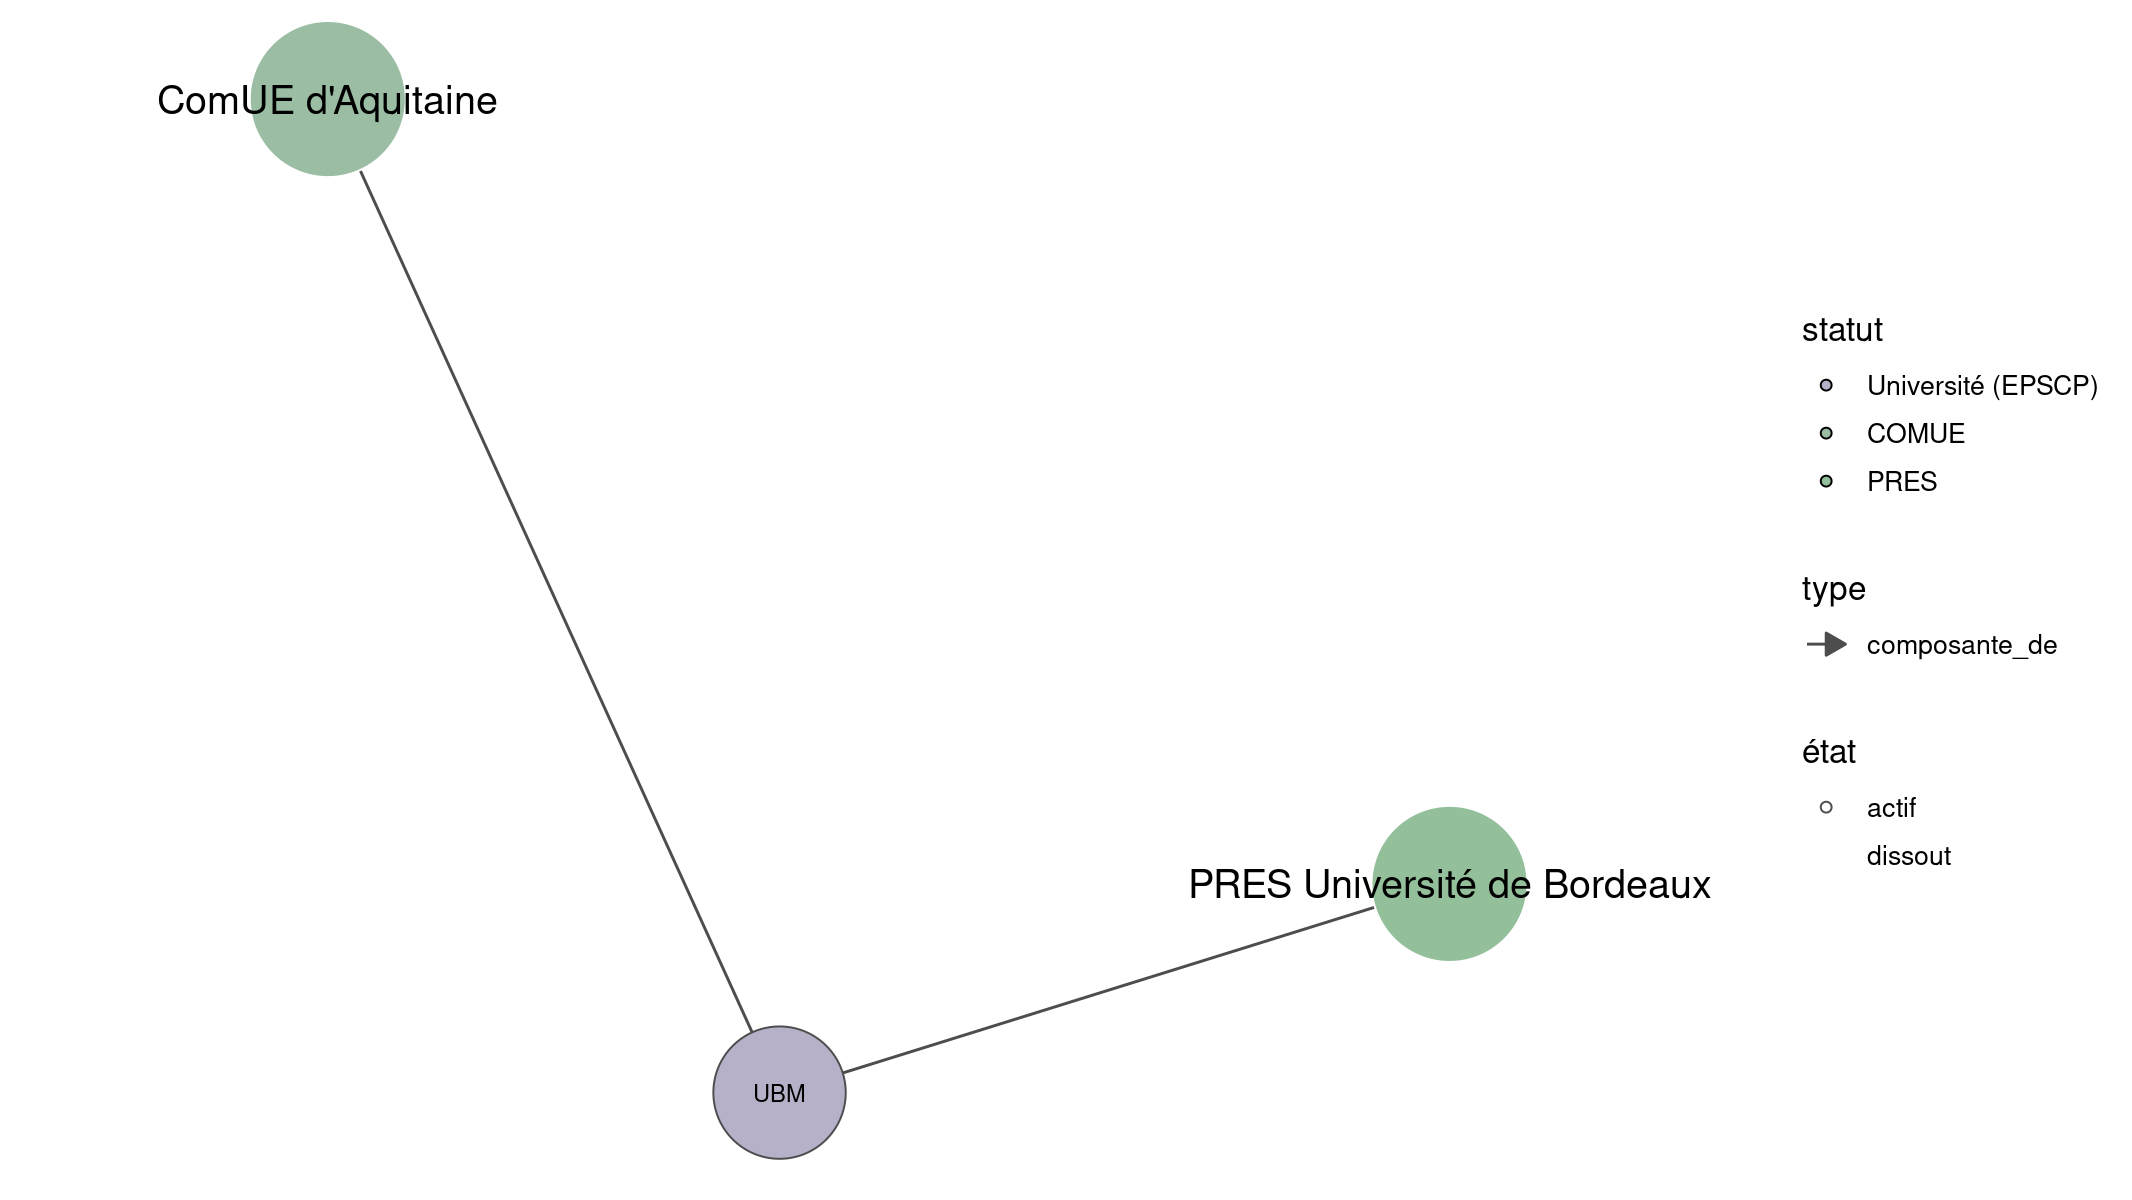 ComUE d'Aquitaine
PRES Université de Bordeaux
UBM
statut
Université (EPSCP)
COMUE
PRES
type
composante_de
état
actif
dissout